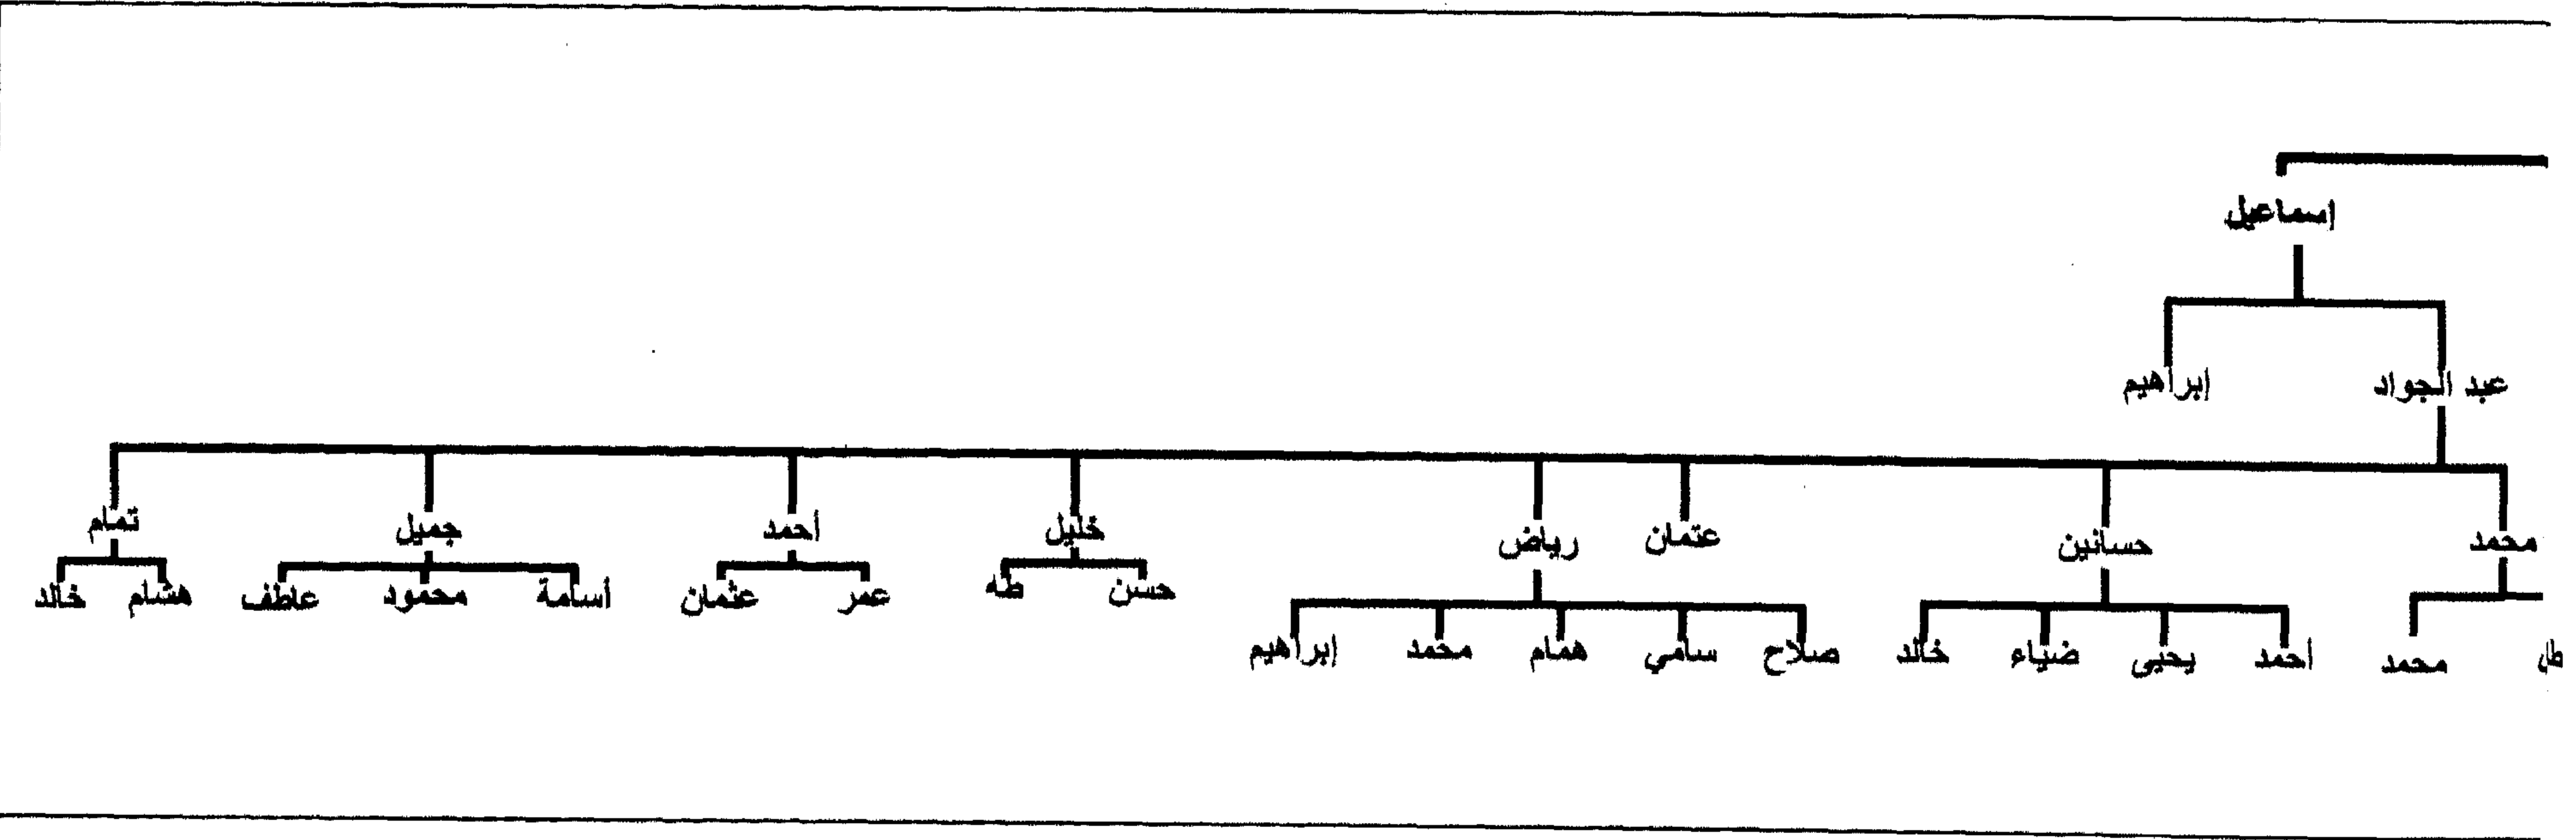 إسماعيل
عبد الجواد إبراهيم
محمد حسانين عثمان رياض خليل أحمد جميل تمام
حسن طه عمر عثمان أسامة محمود عاطف هشام خالد
محمد أحمد يحيى ضياء خالد صلاح سامي همام محمد إبراهيم